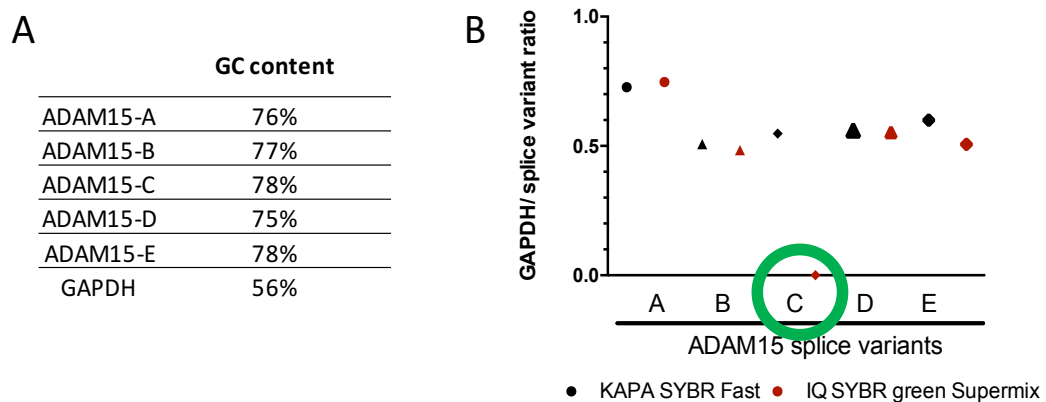 A
GC content
ADAM15-A 76%
ADAM15-B 77%
ADAM15-C 78%
ADAM15-D 75%
ADAM15-E 78%
GAPDH 56%
B
GAPDH/ splice variant ratio
1.0
0.5
0.0
A B C D E
ADAM15 splice variants
KAPA SYBR Fast IQ SYBR green Supermix